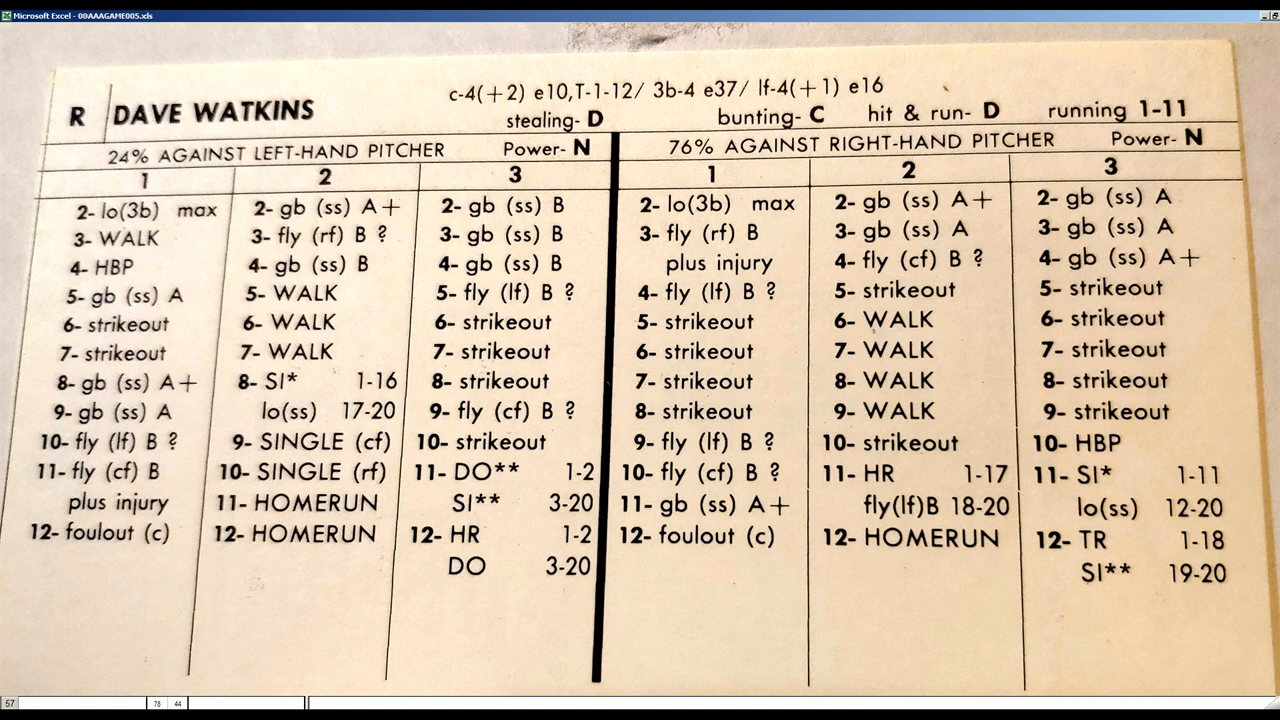 Microsoft Excel - 00AAAGAME005.xls
c-4(+2) e10,T-1-12/ 3b-4 e37/ lf-4(+1) e16
R DAVE WATKINS
stealing- D bunting- C hit & run- D running 1-11
24% AGAINST LEFT-HAND PITCHER Power- N
1 2 3
2- lo(3b) max 2- gb (ss) A+ 2- gb (ss) B
3- WALK 3- fly (rf) B ? 3- gb (ss) B
4- HBP 4- gb (ss) B 4- gb (ss) B
5- gb (ss) A 5- WALK 5- fly (lf) B ?
6- strikeout 6- WALK 6- strikeout
7- strikeout 7- WALK 7- strikeout
8- gb (ss) A+ 8- SI* 1-16 8- strikeout
9- gb (ss) A lo(ss) 17-20 9- fly (cf) B ?
10- fly (lf) B ? 9- SINGLE (cf) 10- strikeout
11- fly (cf) B 10- SINGLE (rf) 11- DO** 1-2
plus injury 11- HOMERUN SI** 3-20
12- foulout (c) 12- HOMERUN 12- HR 1-2
DO 3-20
76% AGAINST RIGHT-HAND PITCHER Power- N
1 2 3
2- lo(3b) max 2- gb (ss) A+ 2- gb (ss) A
3- fly (rf) B 3- gb (ss) A 3- gb (ss) A
plus injury 4- fly (cf) B ? 4- gb (ss) A+
4- fly (lf) B ? 5- strikeout 5- strikeout
5- strikeout 6- WALK 6- strikeout
6- strikeout 7- WALK 7- strikeout
7- strikeout 8- WALK 8- strikeout
8- strikeout 9- WALK 9- strikeout
9- fly (lf) B ? 10- strikeout 10- HBP
10- fly (cf) B ? 11- HR 1-17 11- SI* 1-11
11- gb (ss) A+ fly(lf)B 18-20 lo(ss) 12-20
12- foulout (c) 12- HOMERUN 12- TR 1-18
SI** 19-20
57 78 44